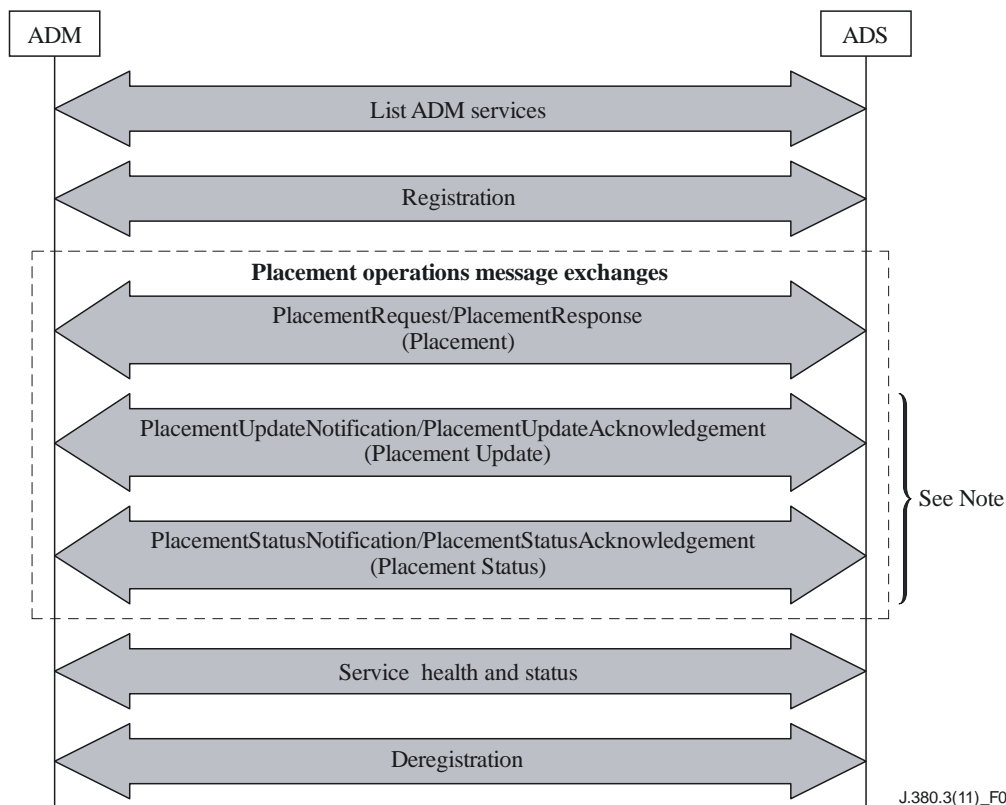 ADM
ADS
List ADM services
Registration
Placement operations message exchanges
PlacementRequest/PlacementResponse
(Placement)
PlacementUpdateNotification/PlacementUpdateAcknowledgement
(Placement Update)
See Note
PlacementStatusNotification/PlacementStatusAcknowledgement
(Placement Status)
Service health and status
Deregistration
J.380.3(11)_F0